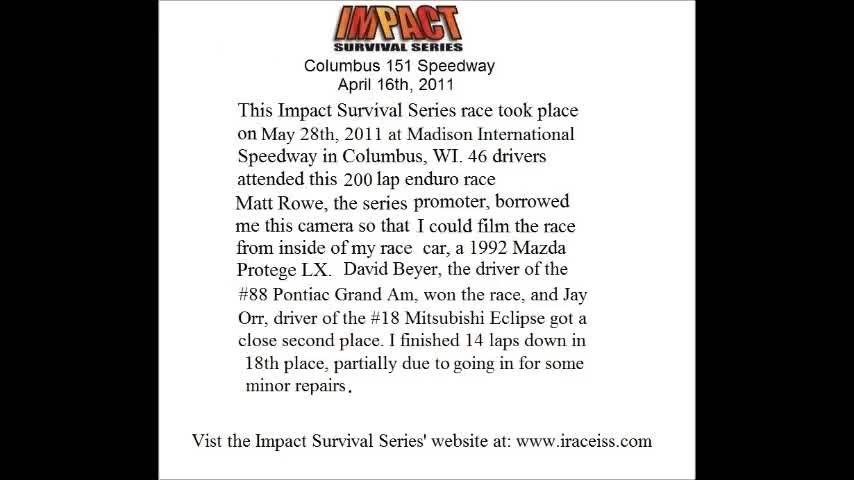 IMPACT
SURVIVAL SERIES
Columbus 151 Speedway
April 16th, 2011
This Impact Survival Series race took place
on May 28th, 2011 at Madison International
Speedway in Columbus, WI. 46 drivers
attended this 200 lap enduro race
Matt Rowe, the series promoter, borrowed
me this camera so that I could film the race
from inside of my race car, a 1992 Mazda
Protege LX. David Beyer, the driver of the
#88 Pontiac Grand Am, won the race, and Jay
Orr, driver of the #18 Mitsubishi Eclipse got a
close second place. I finished 14 laps down in
18th place, partially due to going in for some
minor repairs.
Vist the Impact Survival Series' website at: www.iraceiss.com